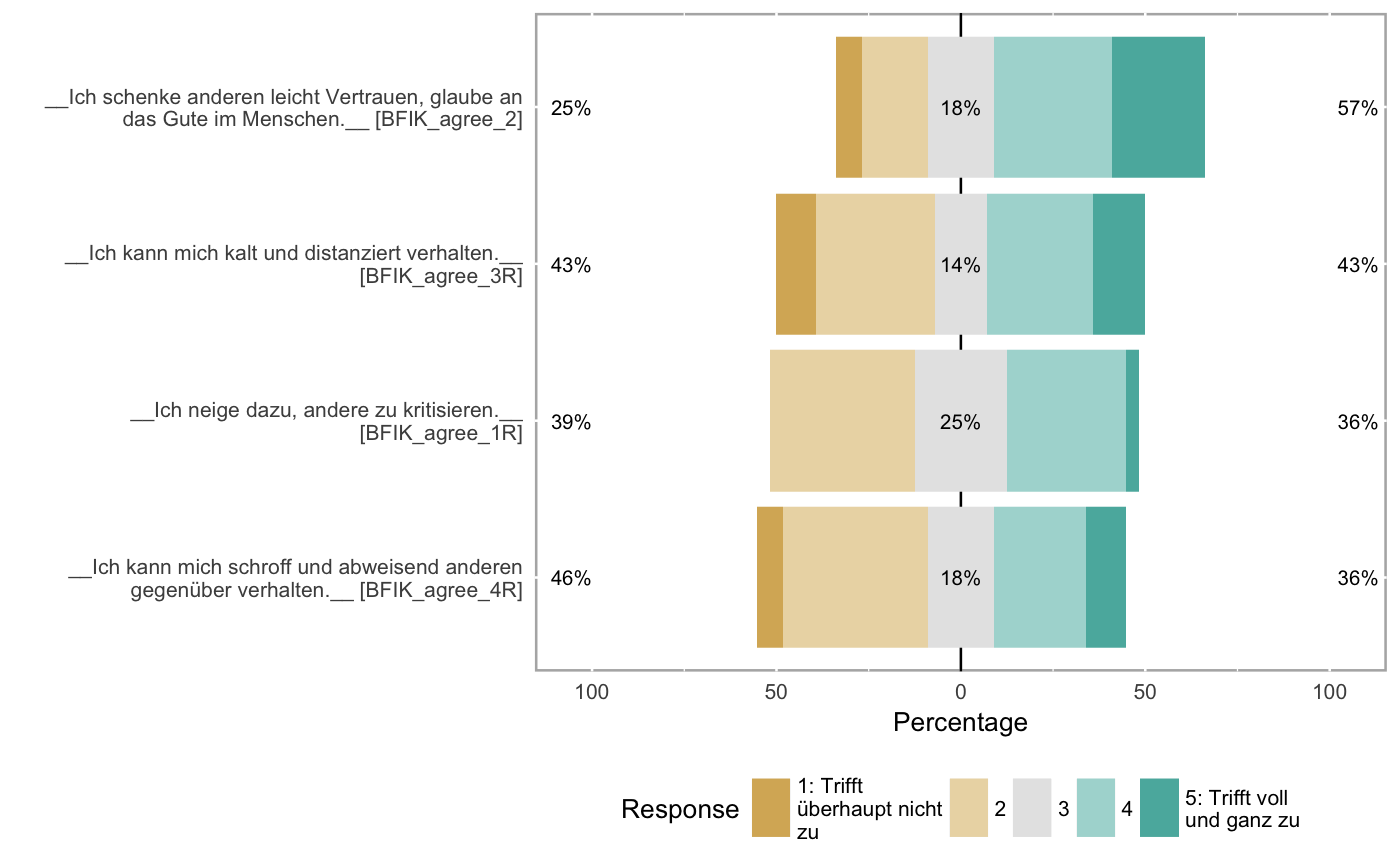 __Ich schenke anderen leicht Vertrauen, glaube an
das Gute im Menschen.__ [BFIK_agree_2]
25%
18%
57%
__Ich kann mich kalt und distanziert verhalten.__
[BFIK_agree_3R]
43%
14%
43%
__Ich neige dazu, andere zu kritisieren.__
[BFIK_agree_1R]
39%
25%
36%
__Ich kann mich schroff und abweisend anderen
gegenüber verhalten.__ [BFIK_agree_4R]
46%
18%
36%
100 50 0 50 100
Percentage
Response
1: Trifft
überhaupt nicht
zu
2
3
4
5: Trifft voll
und ganz zu